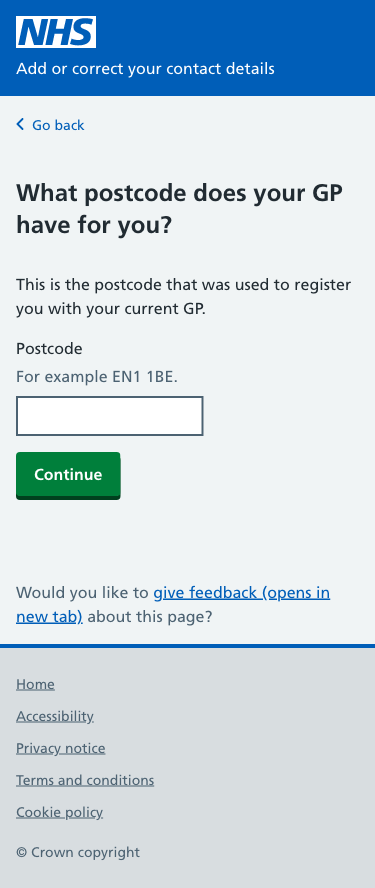 NHS
Add or correct your contact details
Go back
What postcode does your GP
have for you?
This is the postcode that was used to register
you with your current GP.
Postcode
For example EN1 1BE.
Continue
Would you like to give feedback (opens in
new tab) about this page?
Home
Accessibility
Privacy notice
Terms and conditions
Cookie policy
© Crown copyright